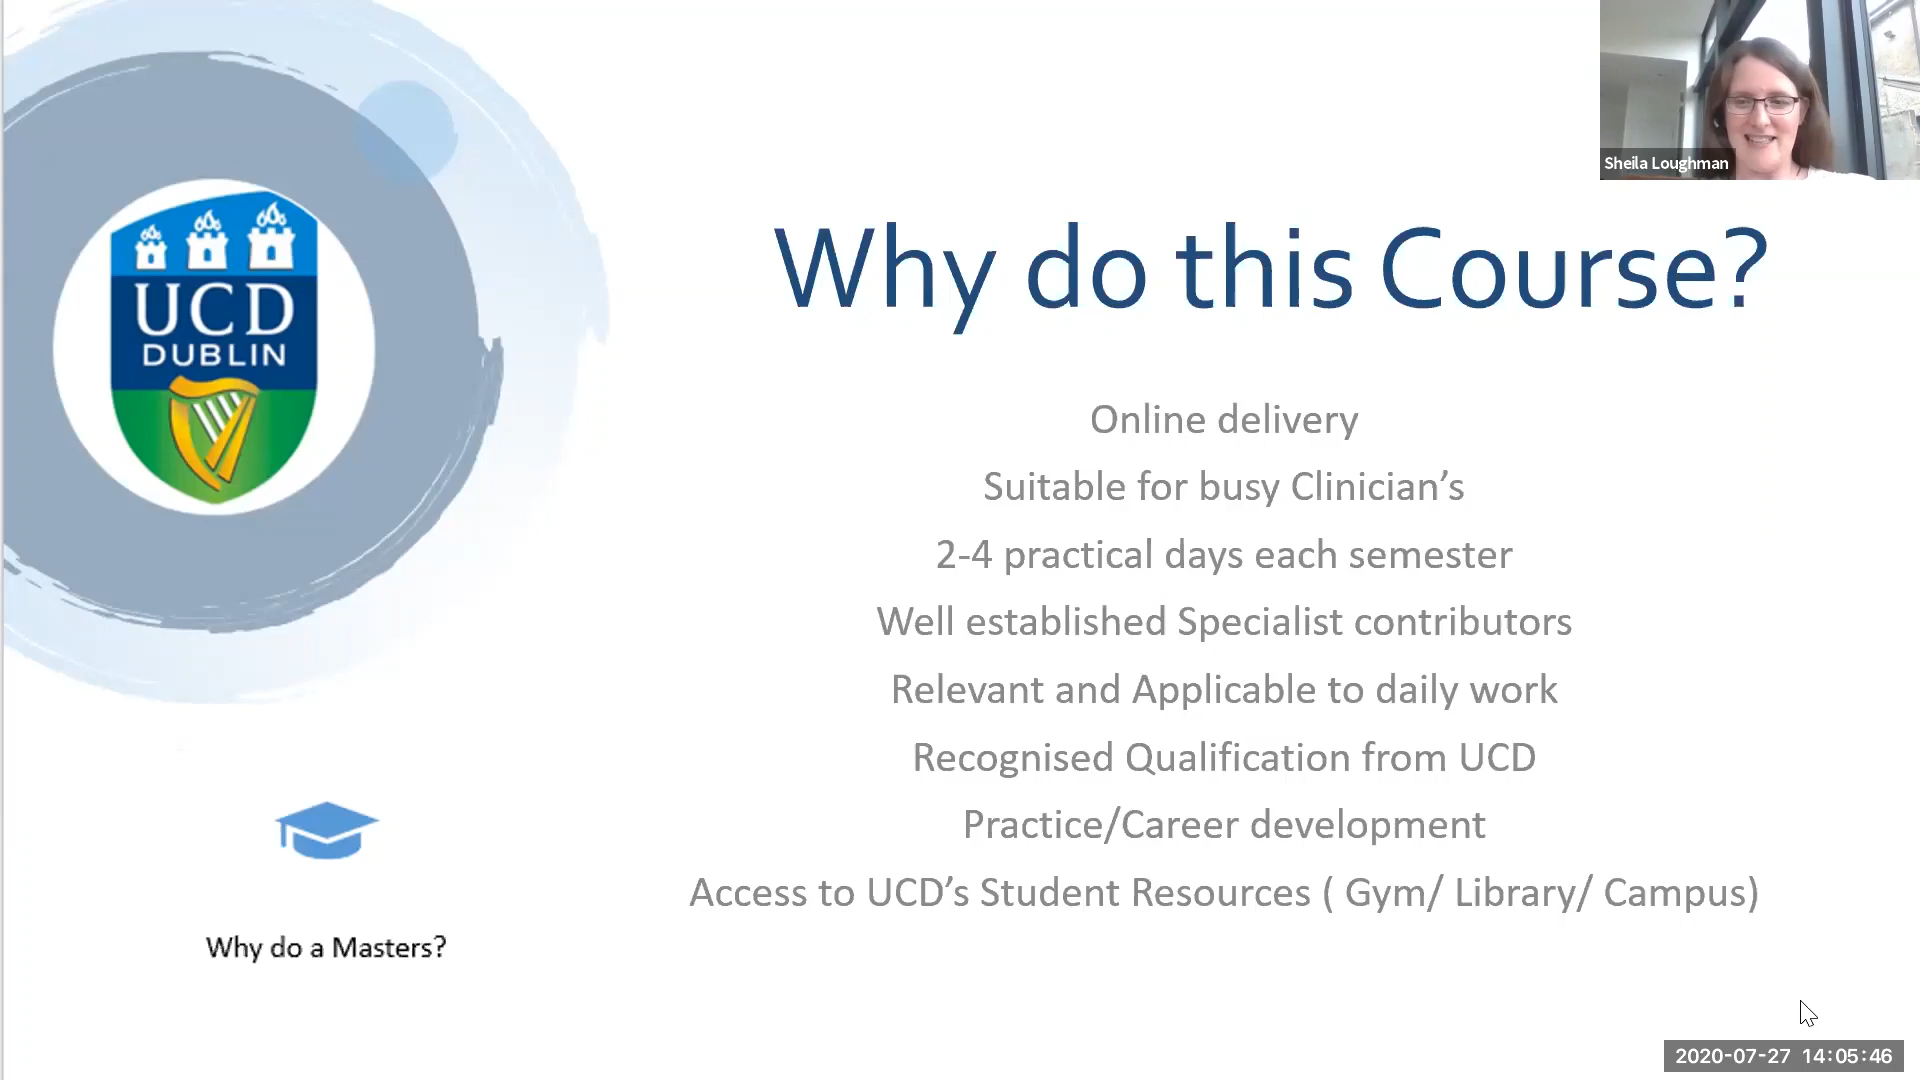 Sheila Loughman
UCD
DUBLIN
Why do this Course?
Online delivery
Suitable for busy Clinician’s
2-4 practical days each semester
Well established Specialist contributors
Relevant and Applicable to daily work
Recognised Qualification from UCD
Practice/Career development
Access to UCD’s Student Resources ( Gym/ Library/ Campus)
Why do a Masters?
2020-07-27 14:05:46